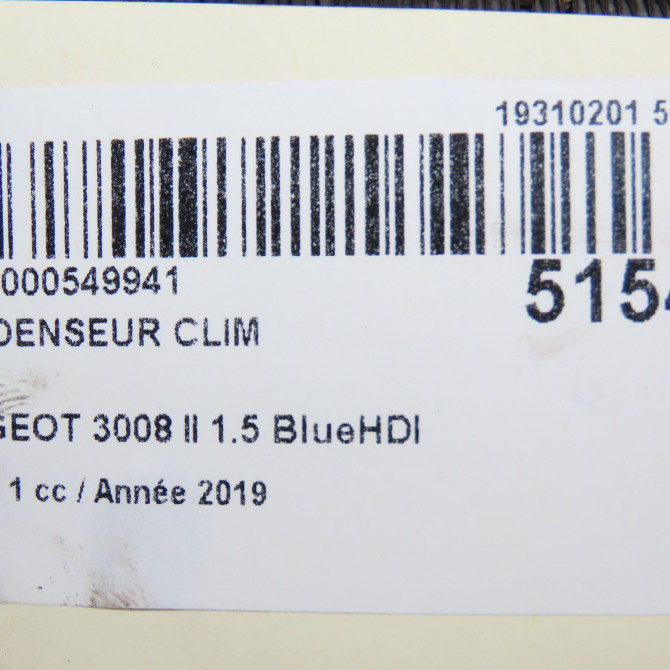 19310201 5
000549941
5154
DENSEUR CLIM
GEOT 3008 II 1.5 BlueHDI
1 cc / Année 2019